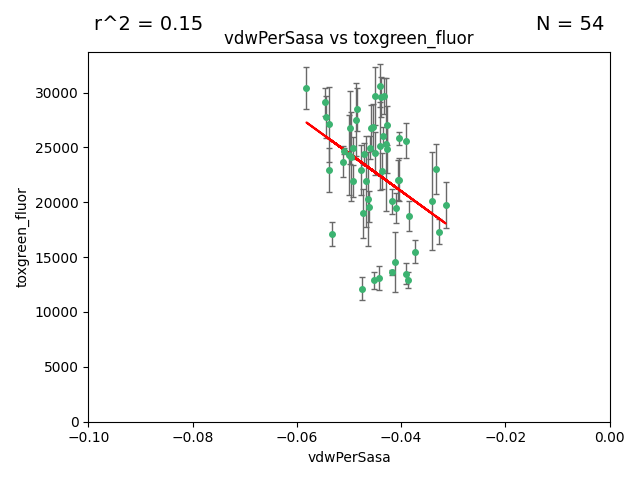 r^2 = 0.15
N = 54
vdwPerSasa vs toxgreen_fluor
30000
25000
20000
15000
10000
5000
0
toxgreen_fluor
−0.10
−0.08
−0.06
−0.04
−0.02
0.00
vdwPerSasa